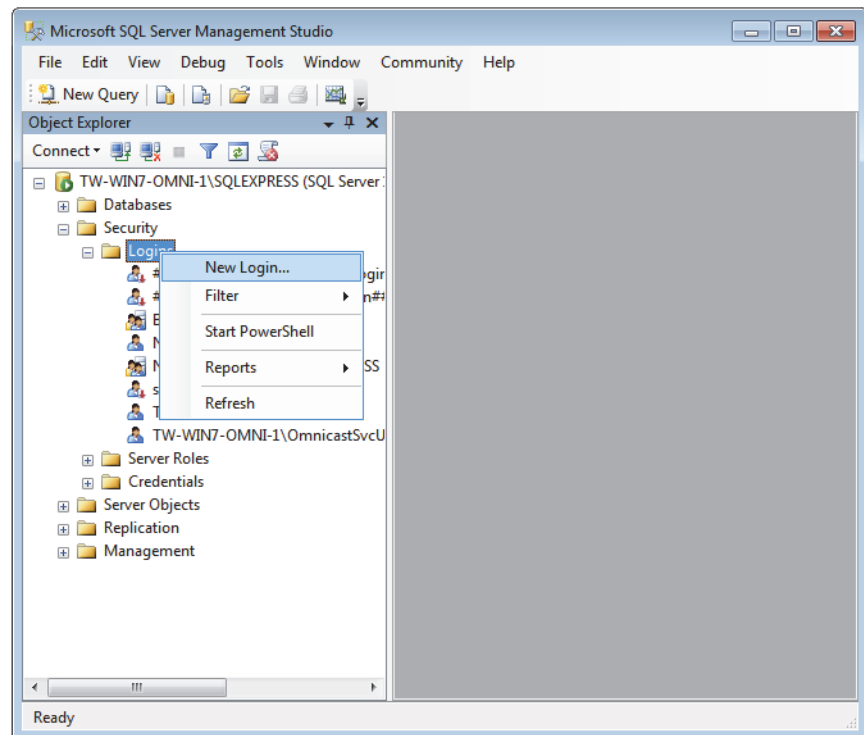 Microsoft SQL Server Management Studio
File Edit View Debug Tools Window Community Help
New Query
Object Explorer
Connect
TW-WIN7-OMNI-1\SQLEXPRESS (SQL Server
Databases
Security
Logins
New Login...
Filter
Start PowerShell
Reports
SS
Refresh
TW-WIN7-OMNI-1\OmnicastSvcU
Server Roles
Credentials
Server Objects
Replication
Management
Ready